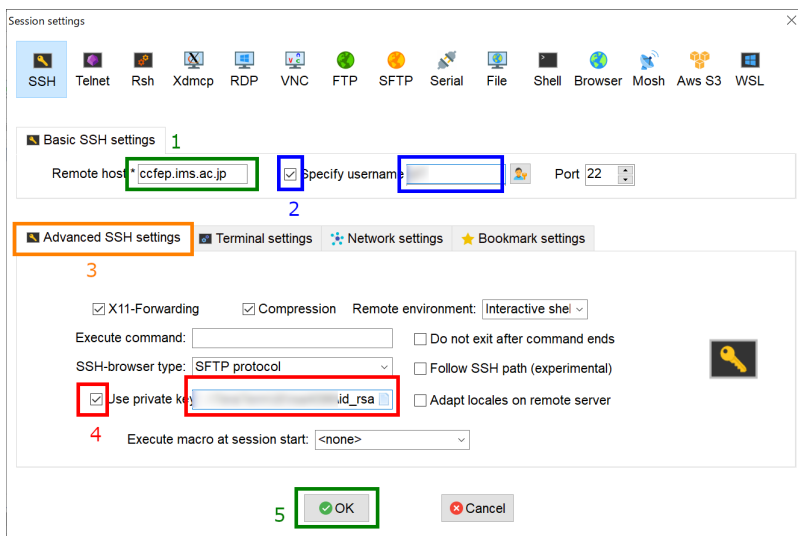 Session settings
SSH Telnet Rsh Xdmcp RDP VNC FTP SFTP Serial File Shell Browser Mosh Aws S3 WSL
Basic SSH settings 1
Remote host * ccfep.ims.ac.jp Specify username Port 22
2
Advanced SSH settings Terminal settings Network settings Bookmark settings
3
X11-Forwarding Compression Remote environment: Interactive shel
Execute command: Do not exit after command ends
SSH-browser type: SFTP protocol Follow SSH path (experimental)
Use private key \id_rsa Adapt locales on remote server
4 Execute macro at session start: <none>
5 OK Cancel